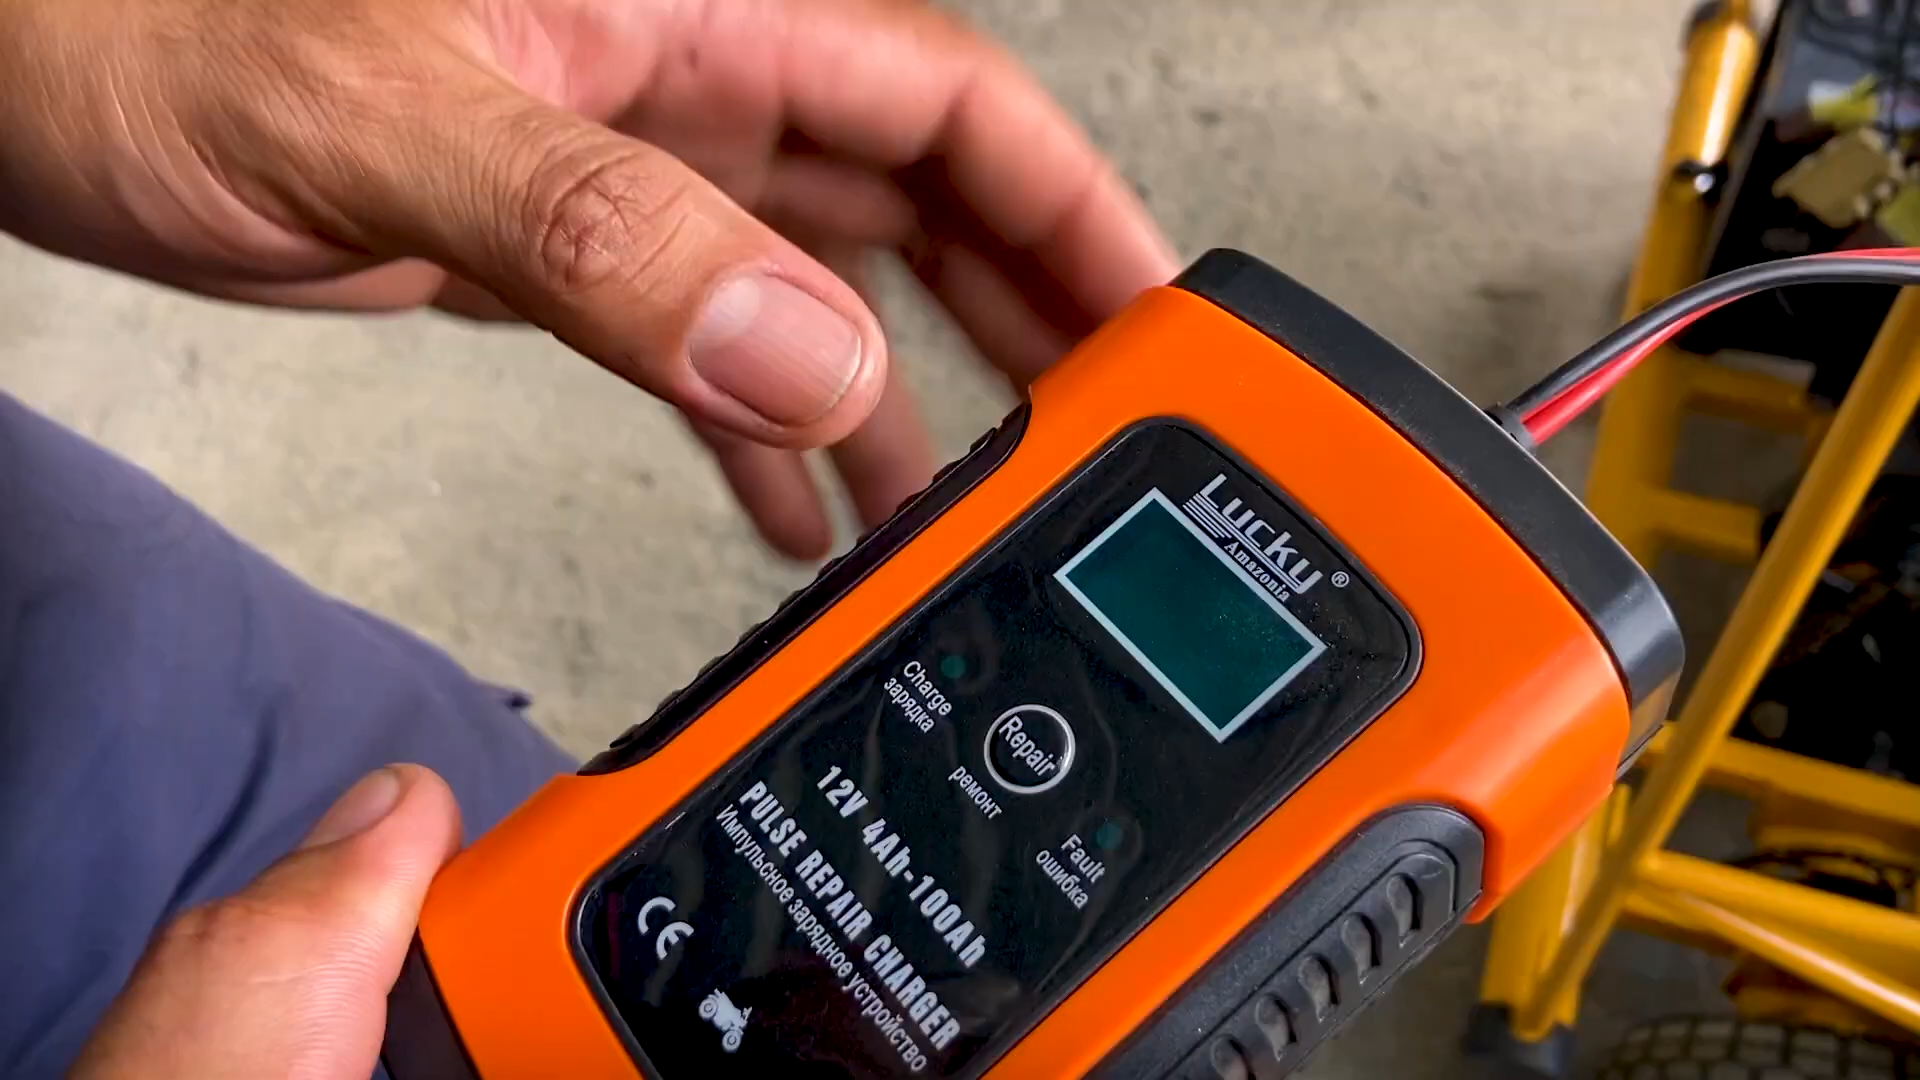 Lucky ®
Amazonia
Charge
зарядка
Repair
ремонт
Fault
ошибка
12V 4Ah-100Ah
PULSE REPAIR CHARGER
Импульсное зарядное устройство
CE